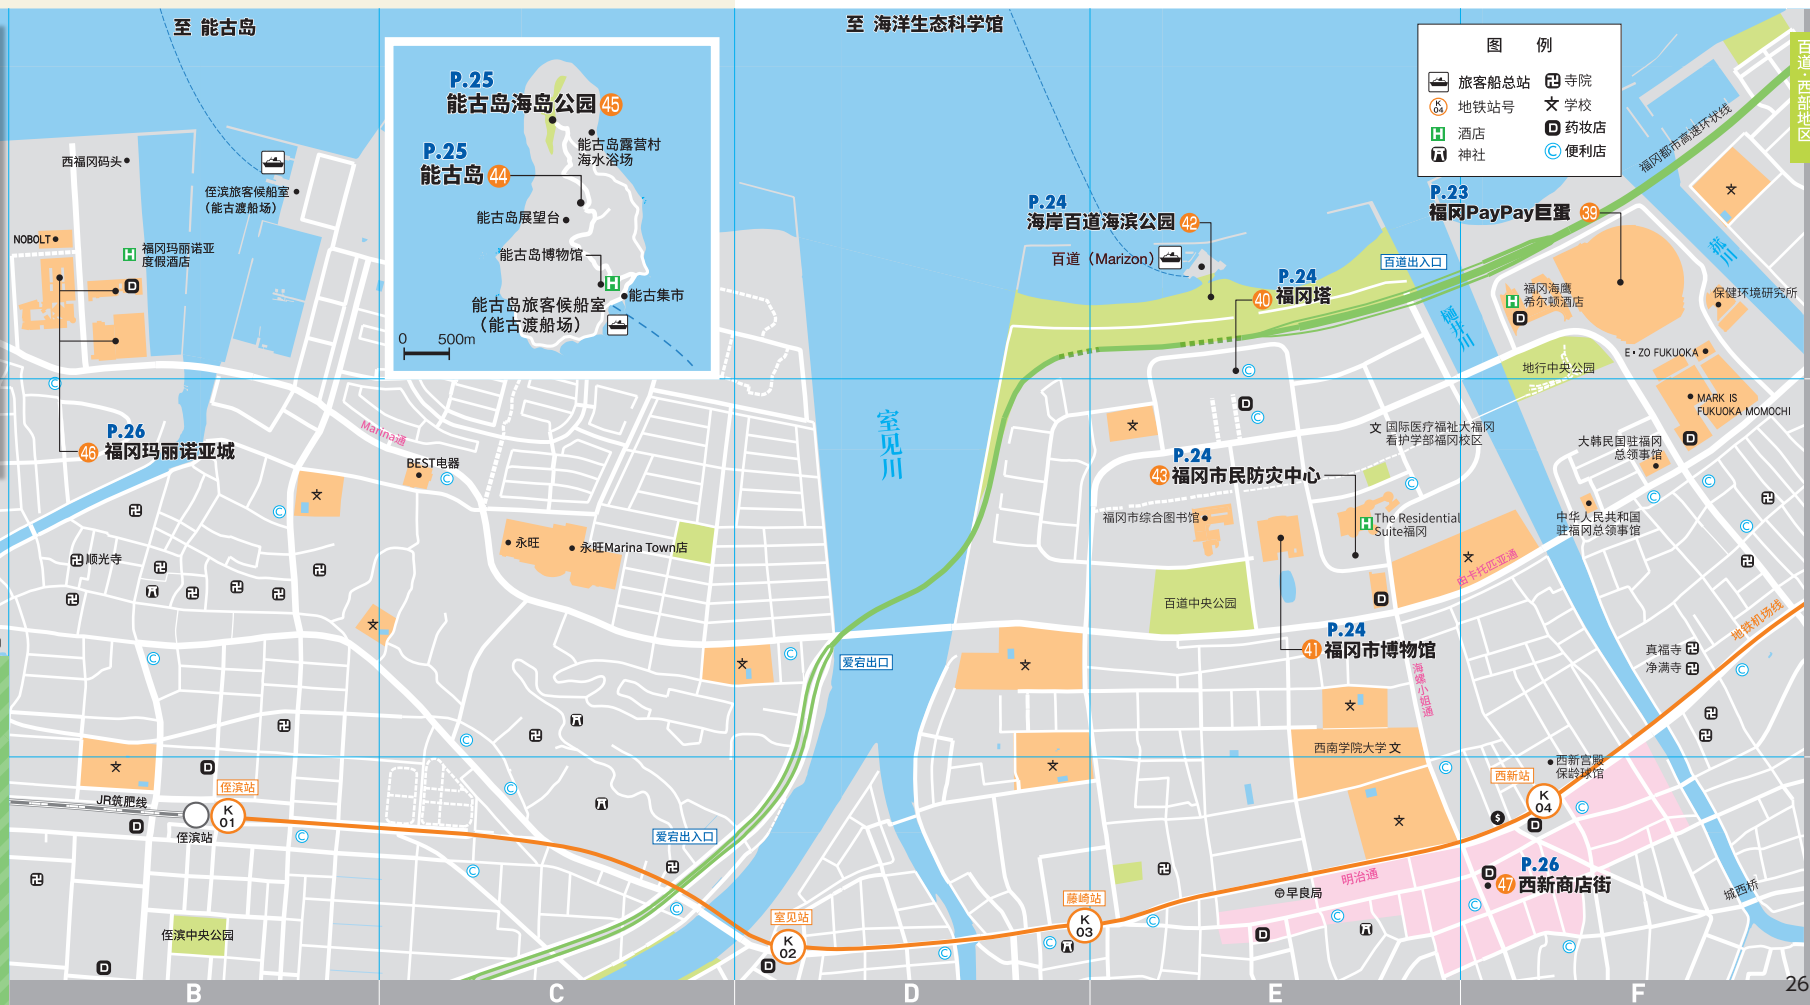 至 能古岛
至 海洋生态科学馆
图 例
旅客船总站
卍 寺院
K 04 地铁站号
文 学校
H 酒店
D 药妆店
神社
C 便利店
百道·西部地区
P.25
能古岛海岛公园 45
能古岛露营村
海水浴场
P.25
能古岛 44
能古岛展望台
能古岛博物馆
H
能古集市
能古岛旅客候船室
（能古渡船场）
0 500m
西福冈码头
侄滨旅客候船室
（能古渡船场）
NOBOLT
H 福冈玛丽诺亚
度假酒店
D
P.26
46 福冈玛丽诺亚城
Marina通
BEST电器
永旺
永旺Marina Town店
顺光寺
室见川
P.24
海岸百道海滨公园 42
百道（Marizon）
P.24
40 福冈塔
百道出入口
P.23
福冈PayPay巨蛋 39
福冈都市高速环状线
H 福冈海鹰
希尔顿酒店
D
保健环境研究所
E・ZO FUKUOKA
地行中央公园
MARK IS
FUKUOKA MOMOCHI
樋井川
文 国际医疗福祉大福冈
看护学部福冈校区
大韩民国驻福冈
总领事馆
P.24
43 福冈市民防灾中心
福冈市综合图书馆
H The Residential
Suite福冈
中华人民共和国
驻福冈总领事馆
百道中央公园
P.24
41 福冈市博物馆
海螺小姐通
地铁机场线
真福寺
净满寺
爱宕出口
西南学院大学 文
西新宫殿
保龄球馆
西新站
K 04
侄滨站
K 01
JR筑肥线
侄滨站
爱宕出入口
P.26
47 西新商店街
明治通
早良局
城西桥
藤崎站
K 03
室见站
K 02
侄滨中央公园
B C D E F
26